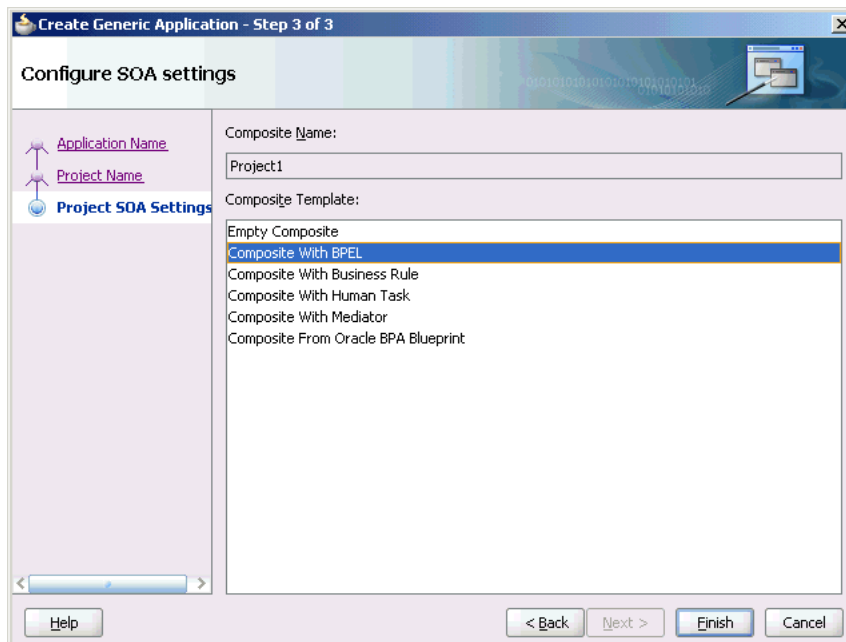 Create Generic Application - Step 3 of 3
Configure SOA settings
Application Name
Project Name
Project SOA Settings
Composite Name:
Project1
Composite Template:
Empty Composite
Composite With BPEL
Composite With Business Rule
Composite With Human Task
Composite With Mediator
Composite From Oracle BPA Blueprint
Help
< Back
Next >
Finish
Cancel